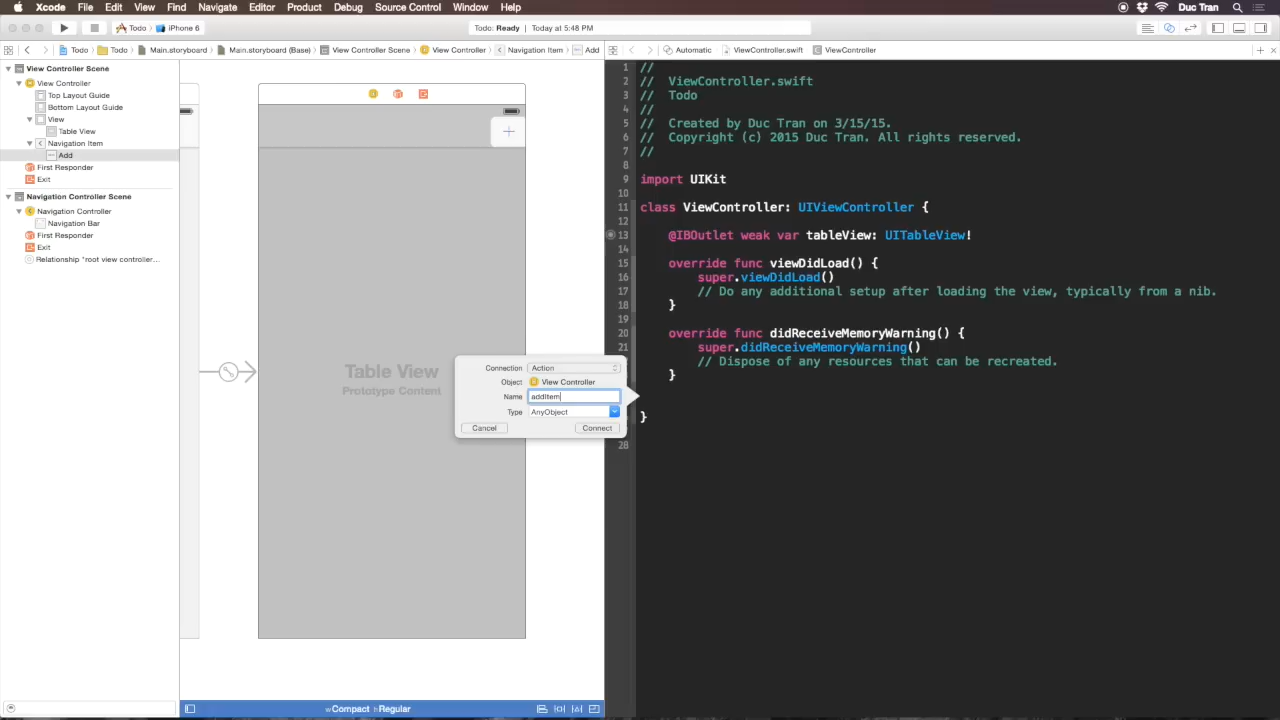 Xcode File Edit View Find Navigate Editor Product Debug Source Control Window Help Duc Tran
Todo iPhone 6 Todo: Ready Today at 5:48 PM
Todo Todo Main.storyboard Main.storyboard (Base) View Controller Scene View Controller Navigation Item Add
Automatic ViewController.swift ViewController
View Controller Scene
View Controller
Top Layout Guide
Bottom Layout Guide
View
Table View
Navigation Item
Add
First Responder
Exit
Navigation Controller Scene
Navigation Controller
Navigation Bar
First Responder
Exit
Relationship "root view controller...
Table View
Prototype Content
Connection Action
Object View Controller
Name addItem
Type AnyObject
Cancel Connect
wCompact hRegular
1 //
2 // ViewController.swift
3 // Todo
4 //
5 // Created by Duc Tran on 3/15/15.
6 // Copyright (c) 2015 Duc Tran. All rights reserved.
7 //
8
9 import UIKit
10
11 class ViewController: UIViewController {
12
13 @IBOutlet weak var tableView: UITableView!
14
15 override func viewDidLoad() {
16 super.viewDidLoad()
17 // Do any additional setup after loading the view, typically from a nib.
18 }
19
20 override func didReceiveMemoryWarning() {
21 super.didReceiveMemoryWarning()
// Dispose of any resources that can be recreated.
}
}
28